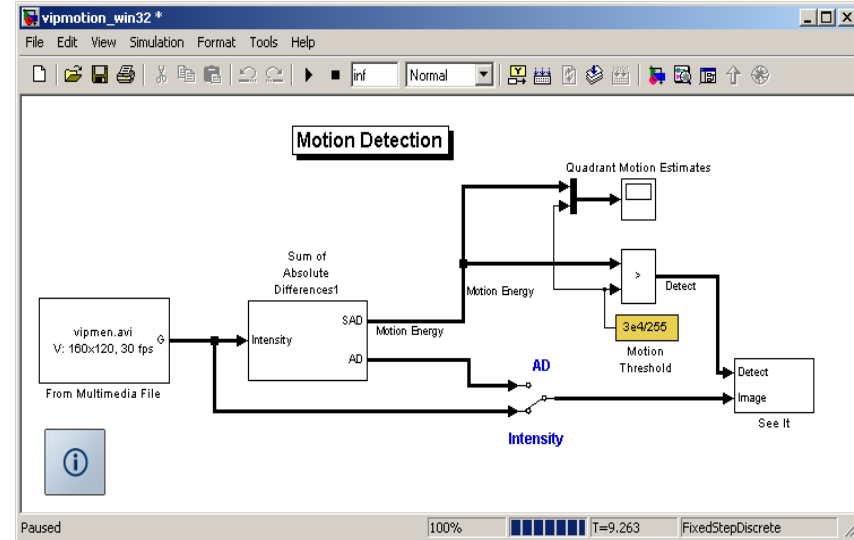 vipmotion_win32 *
File Edit View Simulation Format Tools Help
inf Normal
Motion Detection
Quadrant Motion Estimates
Sum of
Absolute
Differences1
>
Detect
Motion Energy
vipmen.avi
V: 160x120, 30 fps
G
Intensity
SAD
AD
Motion Energy
3e4/255
Motion
Threshold
From Multimedia File
AD
Intensity
Detect
Image
See It
Paused 100% T=9.263 FixedStepDiscrete